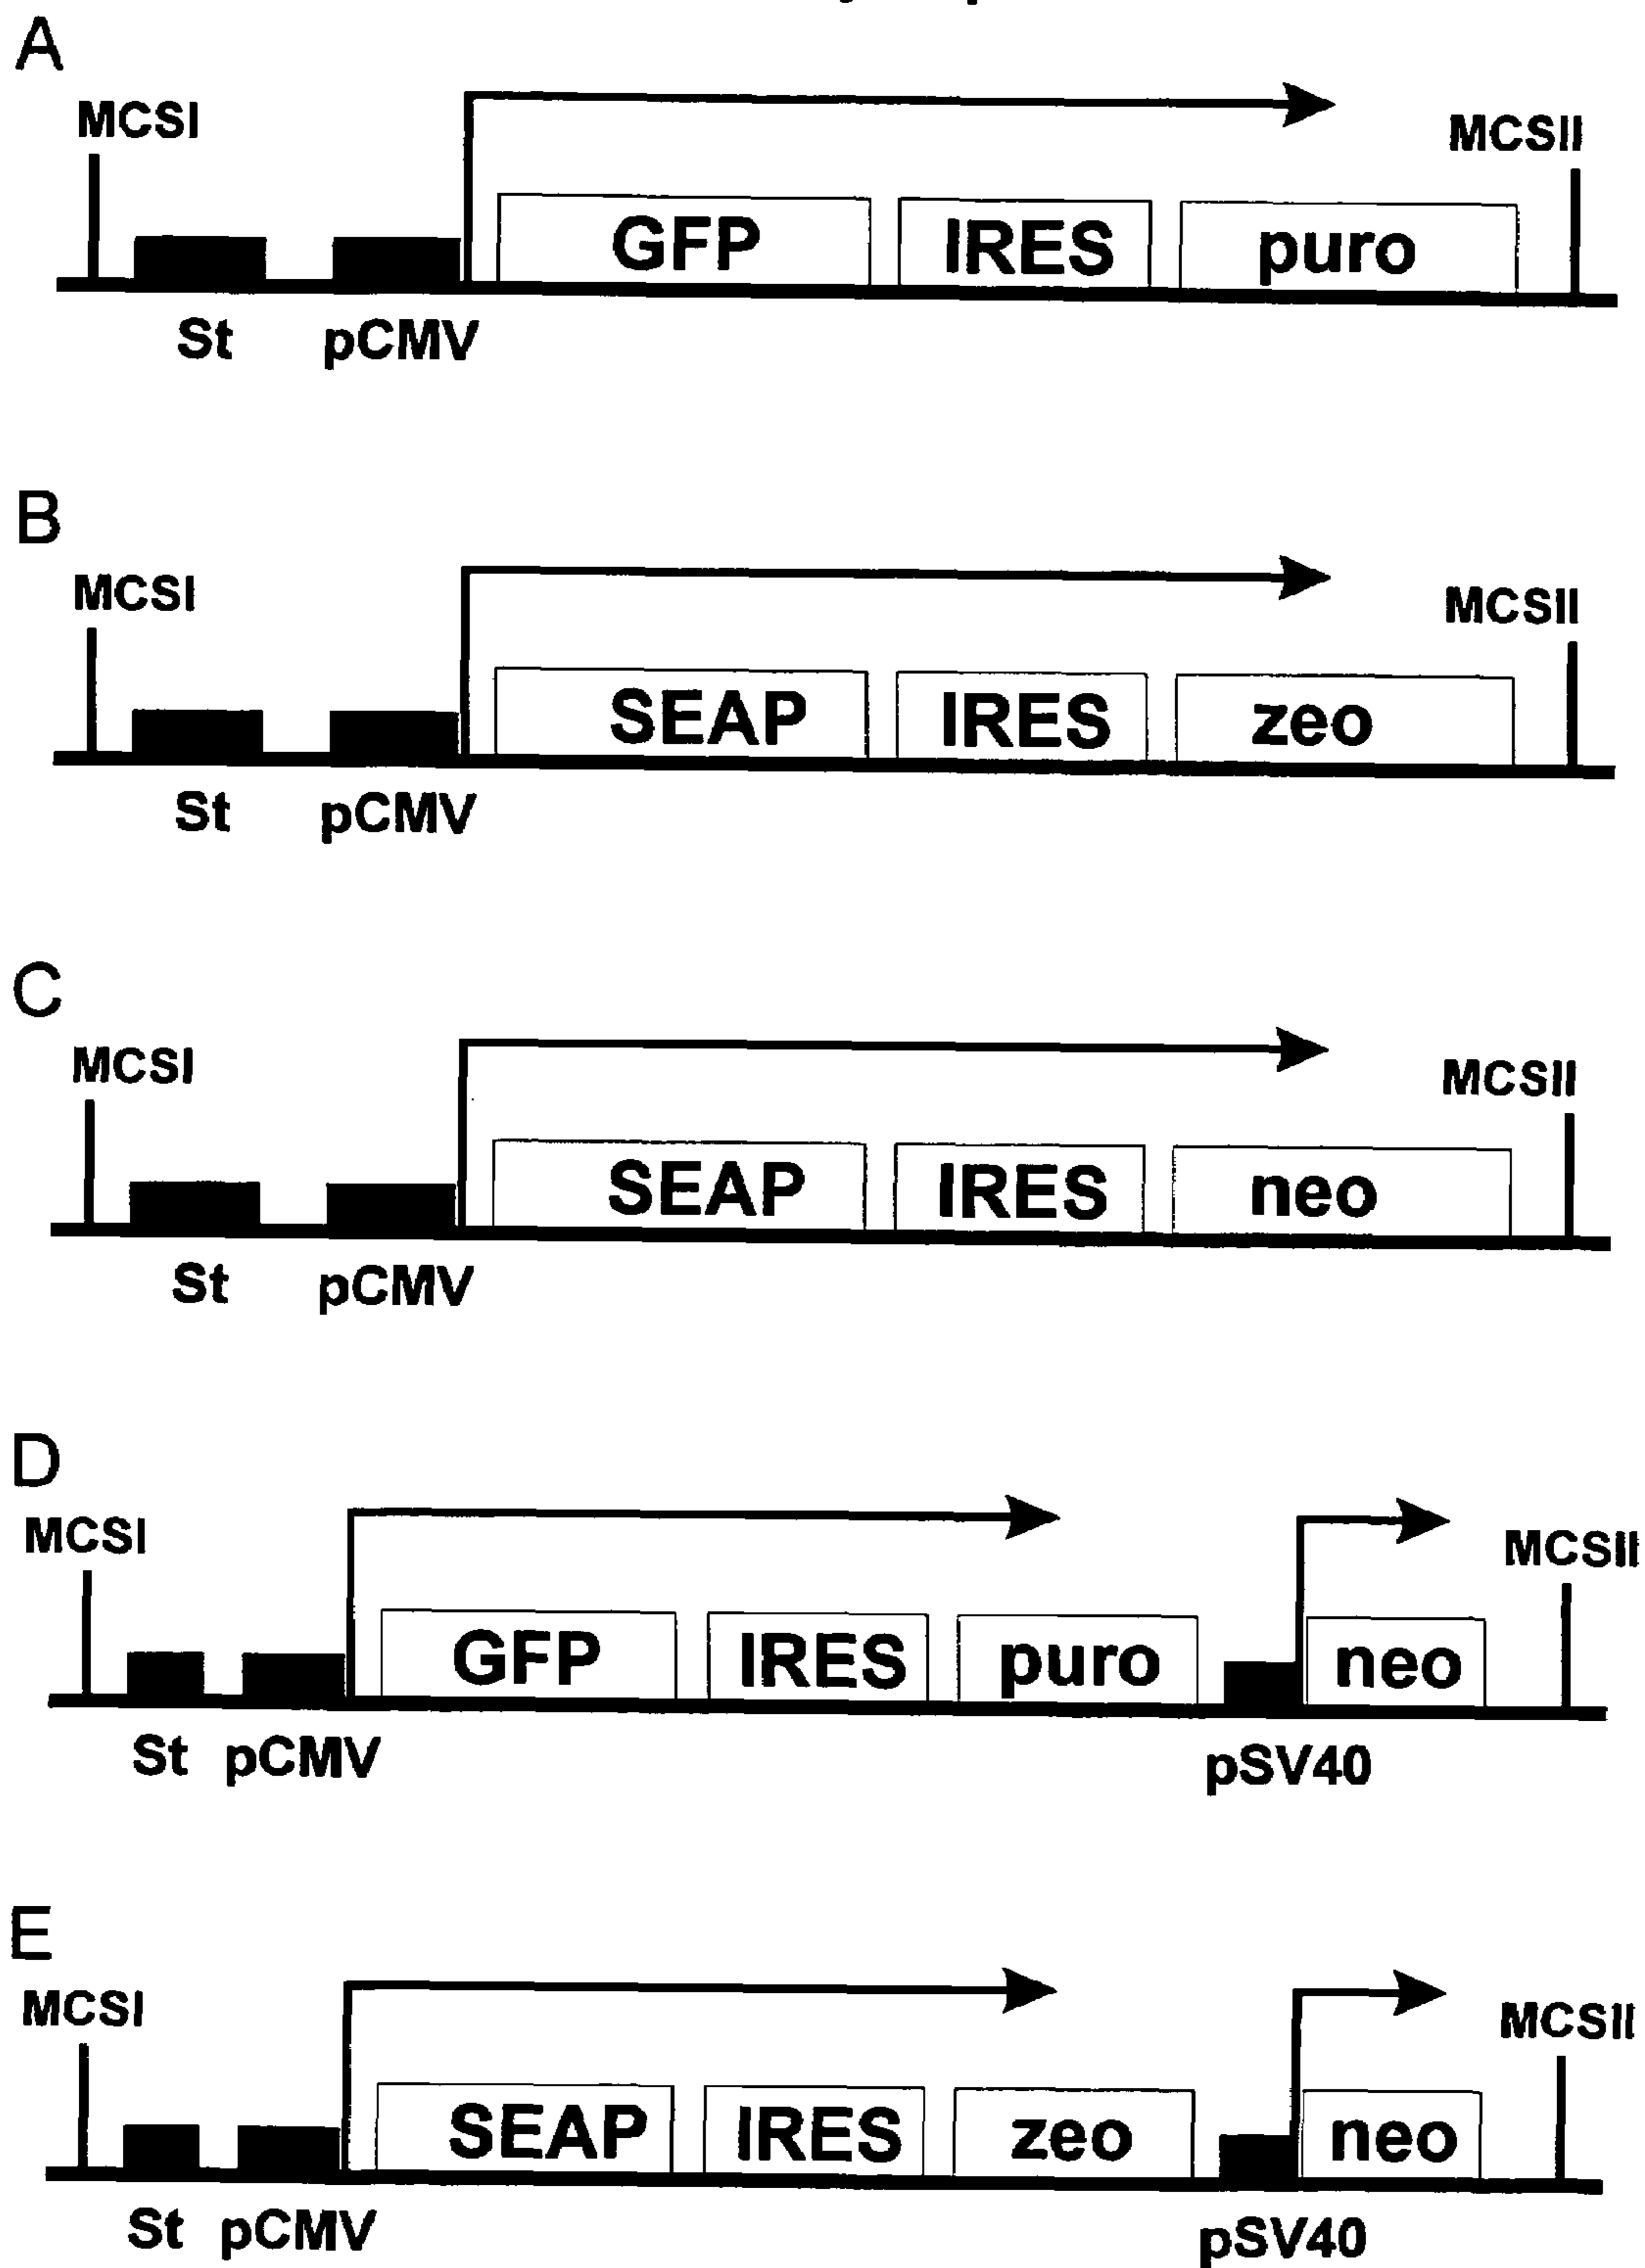 A
MCSI
MCSII
GFP IRES puro
St pCMV
B
MCSI
MCSII
SEAP IRES zeo
St pCMV
C
MCSI
MCSII
SEAP IRES neo
St pCMV
D
MCSI
MCSII
GFP IRES puro neo
St pCMV pSV40
E
MCSI
MCSII
SEAP IRES zeo neo
St pCMV pSV40